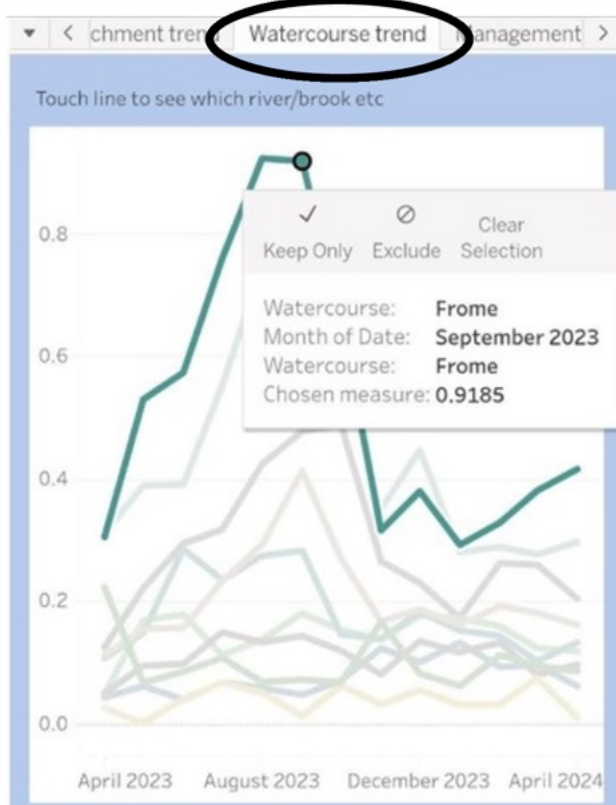 chment trend Watercourse trend Management
Touch line to see which river/brook etc
0.8
Keep Only Exclude Clear Selection
Watercourse: Frome
Month of Date: September 2023
0.6
Watercourse: Frome
Chosen measure: 0.9185
0.4
0.2
0.0
April 2023 August 2023 December 2023 April 2024